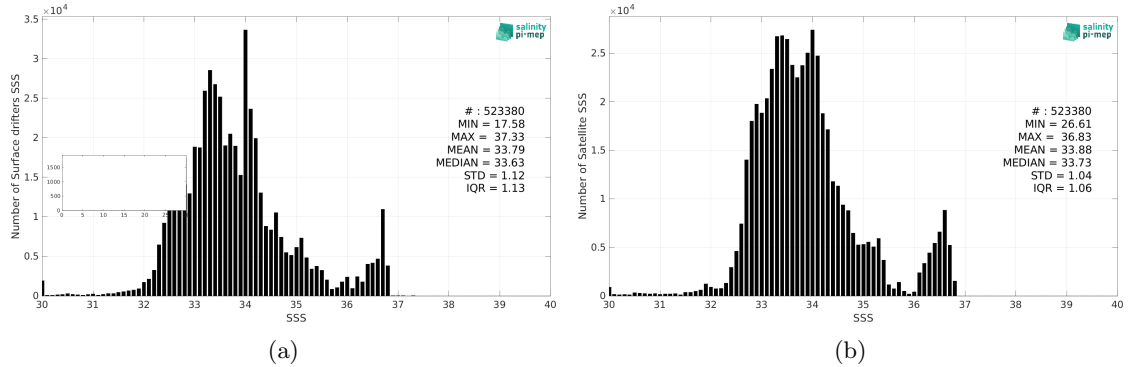 ×10⁴
3.5
3
2.5
2
1.5
1
0.5
0
Number of Surface drifters SSS
salinity
pi-mep
# : 523380
MIN = 17.58
MAX = 37.33
MEAN = 33.79
MEDIAN = 33.63
STD = 1.12
IQR = 1.13
1500
1000
500
0
0 5 10 15 20 25
30 31 32 33 34 35 36 37 38 39 40
SSS
(a)
×10⁴
2.5
2
1.5
1
0.5
0
Number of Satellite SSS
salinity
pi-mep
# : 523380
MIN = 26.61
MAX = 36.83
MEAN = 33.88
MEDIAN = 33.73
STD = 1.04
IQR = 1.06
30 31 32 33 34 35 36 37 38 39 40
SSS
(b)